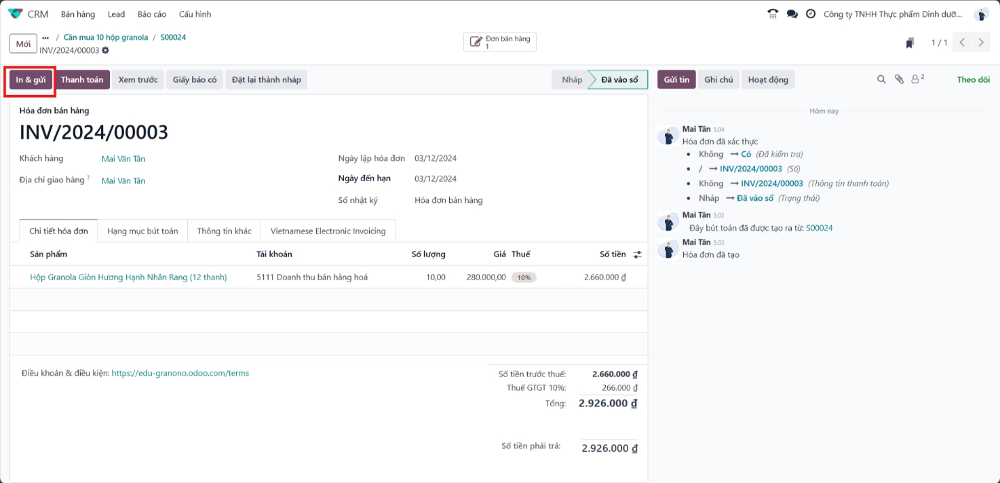 CRM Bán hàng Lead Báo cáo Cấu hình
Công ty TNHH Thực phẩm Dinh dưỡ...
Mới
... / Cần mua 10 hộp granola / S00024
INV/2024/00003
Đơn bán hàng
1
1 / 1
In & gửi Thanh toán Xem trước Giấy báo có Đặt lại thành nháp
Nháp Đã vào sổ
Gửi tin Ghi chú Hoạt động
2
Theo dõi
Hóa đơn bán hàng
INV/2024/00003
Khách hàng Mai Văn Tân
Địa chỉ giao hàng ? Mai Văn Tân
Ngày lập hóa đơn 03/12/2024
Ngày đến hạn 03/12/2024
Sổ nhật ký Hóa đơn bán hàng
Chi tiết hóa đơn Hạng mục bút toán Thông tin khác Vietnamese Electronic Invoicing
Sản phẩm Tài khoản Số lượng Giá Thuế Số tiền
Hộp Granola Giòn Hương Hạnh Nhân Rang (12 thanh) 5111 Doanh thu bán hàng hoá 10,00 280.000,00 10% 2.660.000 ₫
Điều khoản & điều kiện: https://edu-granono.odoo.com/terms
Số tiền trước thuế: 2.660.000 ₫
Thuế GTGT 10%: 266.000 ₫
Tổng: 2.926.000 ₫
Số tiền phải trả: 2.926.000 ₫
Hôm nay
Mai Tân 5:04
Hóa đơn đã xác thực
• Không → Có (Đã kiểm tra)
• / → INV/2024/00003 (Số)
• Không → INV/2024/00003 (Thông tin thanh toán)
• Nháp → Đã vào sổ (Trạng thái)
Mai Tân 5:03
Đây bút toán đã được tạo ra từ: S00024
Mai Tân 5:03
Hóa đơn đã tạo